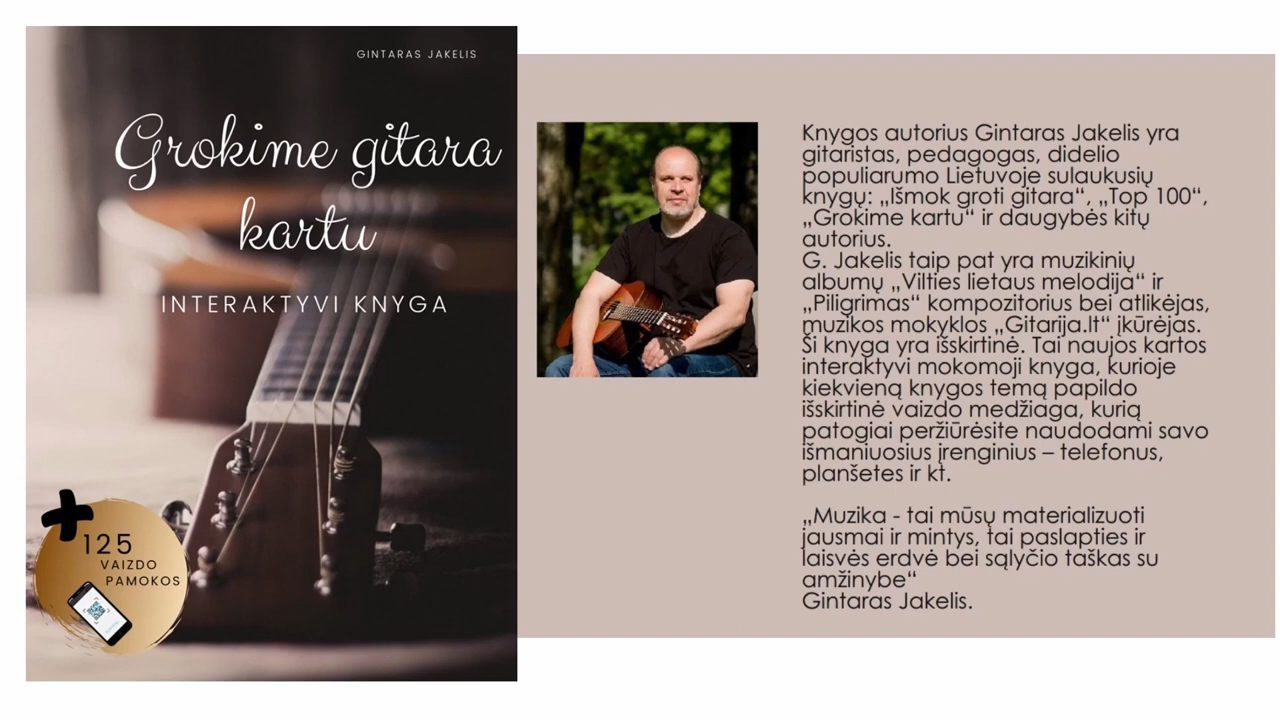 GINTARAS JAKELIS
Grokime gitara
kartu
INTERAKTYVI KNYGA
125
VAIZDO
PAMOKOS
Knygos autorius Gintaras Jakelis yra
gitaristas, pedagogas, didelio
populiarumo Lietuvoje sulaukusių
knygų: „Išmok groti gitara“, „Top 100“,
„Grokime kartu“ ir daugybės kitų
autorius.
G. Jakelis taip pat yra muzikinių
albumų „Vilties lietaus melodija“ ir
„Piligrimas“ kompozitorius bei atlikėjas,
muzikos mokyklos „Gitarija.lt“ įkūrėjas.
Ši knyga yra išskirtinė. Tai naujos kartos
interaktyvi mokomoji knyga, kurioje
kiekvieną knygos temą papildo
išskirtinė vaizdo medžiaga, kurią
patogiai peržiūrėsite naudodami savo
išmaniuosius įrenginius – telefonus,
planšetes ir kt.
„Muzika - tai mūsų materializuoti
jausmai ir mintys, tai paslapties ir
laisvės erdvė bei sąlyčio taškas su
amžinybe“
Gintaras Jakelis.